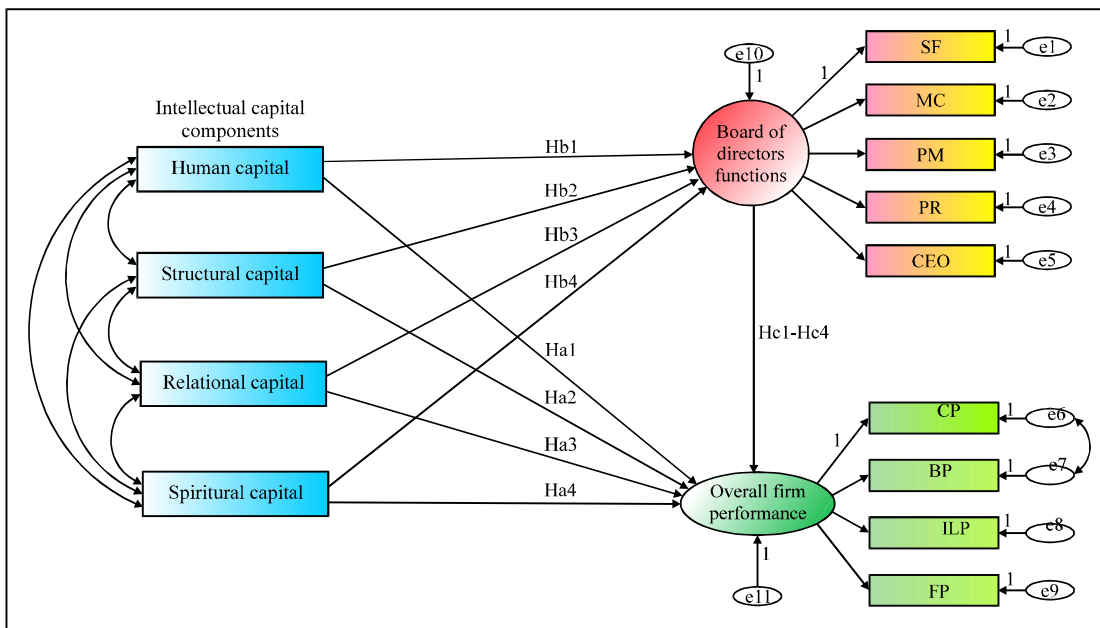 Intellectual capital
components
Human capital
Structural capital
Relational capital
Spiritural capital
Hb1
Hb2
Hb3
Hb4
Ha1
Ha2
Ha3
Ha4
Hc1-Hc4
e10
1
Board of
directors
functions
1
SF
1
e1
MC
1
e2
PM
1
e3
PR
1
e4
CEO
1
e5
Overall firm
performance
1
e11
1
CP
1
e6
BP
1
e7
ILP
1
e8
FP
1
e9